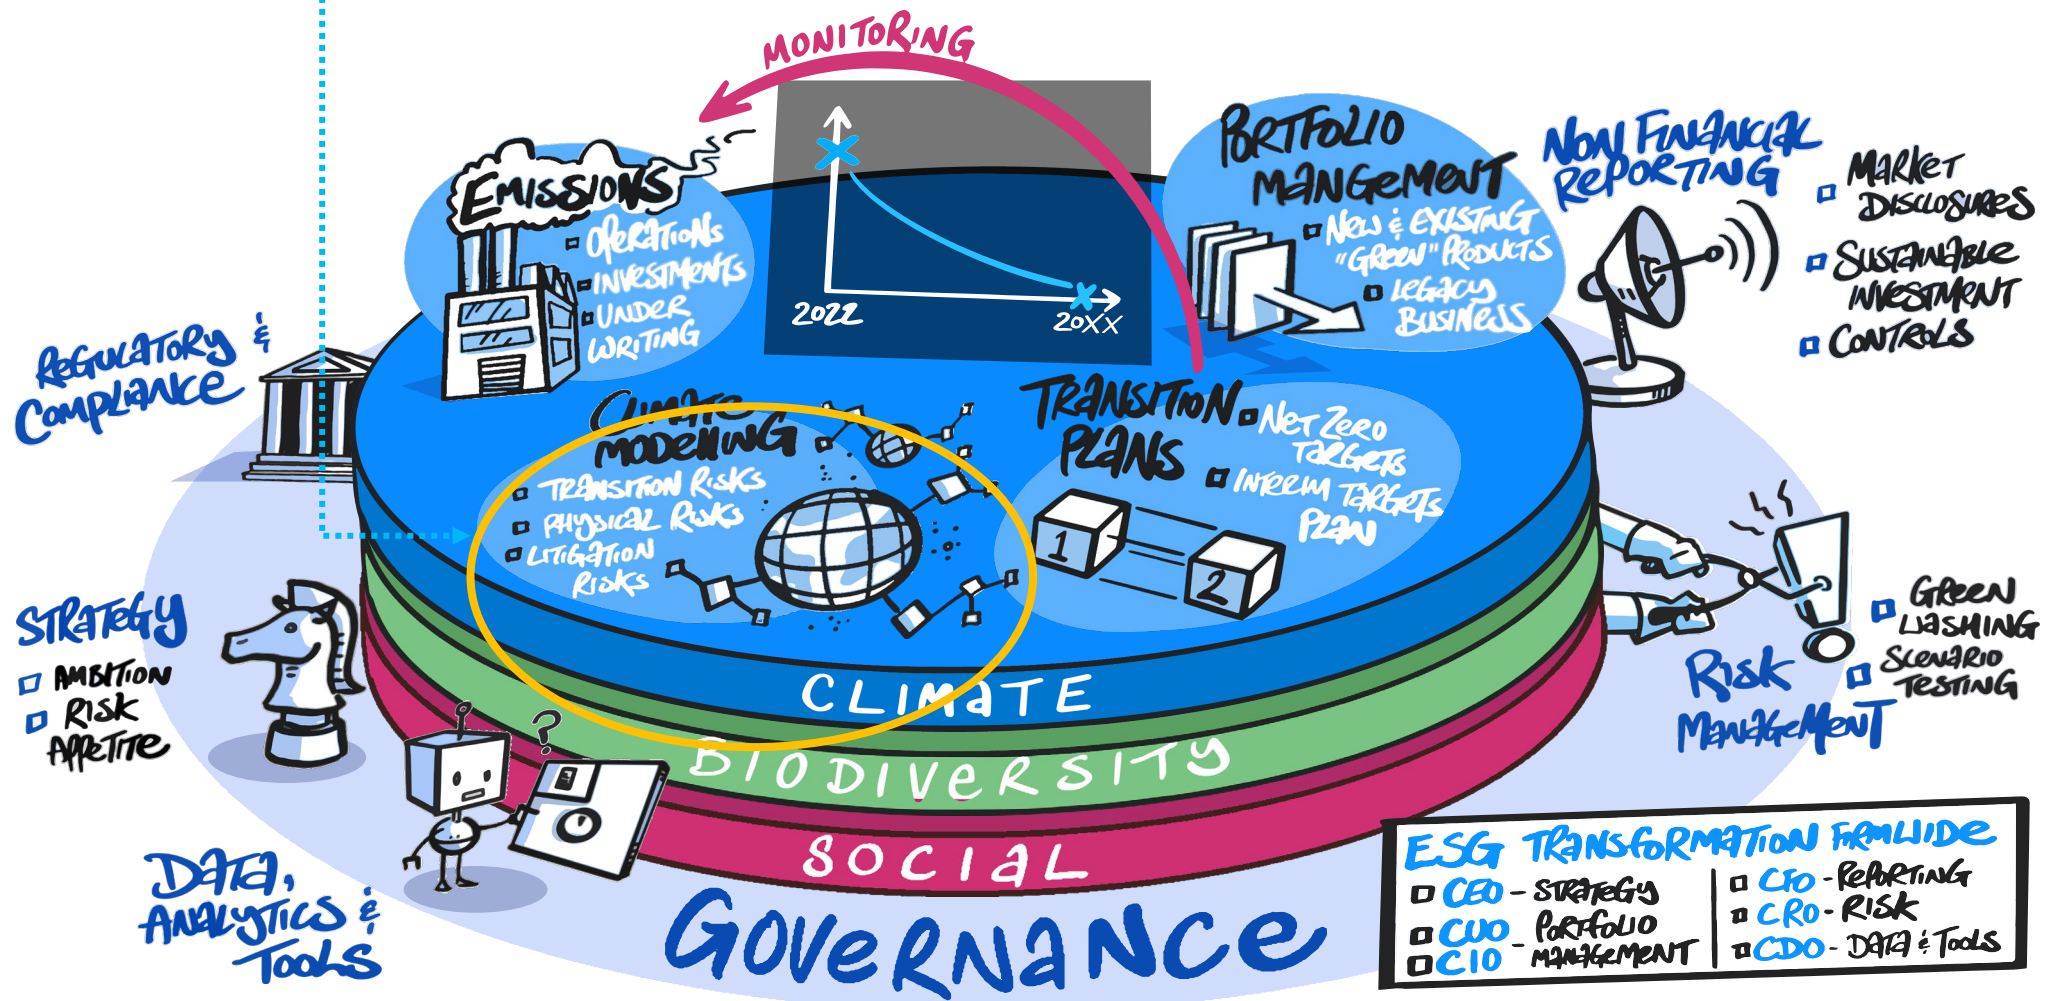 MONITORING
EMISSIONS
OPERATIONS
INVESTMENTS
UNDER
WRITING
2022
20XX
PORTFOLIO
MANGEMENT
NEW & EXISTING
"GREEN" PRODUCTS
LEGACY
BUSINESS
NON FINANCIAL
REPORTING
MARKET
DISCLOSURES
SUSTAINABLE
INVESTMENT
CONTROLS
REGULATORY &
COMPLIANCE
CLIMATE
MODELLING
TRANSITION RISKS
PHYSICAL RISKS
LITIGATION
RISKS
TRANSITION
PLANS
NET ZERO
TARGETS
INTERIM TARGETS
PLAN
1
2
STRATEGY
AMBITION
RISK
APPETITE
GREEN
WASHING
SCENARIO
TESTING
RISK
MANAGEMENT
CLIMATE
BIODIVERSITY
SOCIAL
GOVERNANCE
?
DATA,
ANALYTICS &
TOOLS
ESG TRANSFORMATION FIRMWIDE
CEO - STRATEGY
CUO - PORTFOLIO
CIO MANAGEMENT
CFO - REPORTING
CRO - RISK
CDO - DATA & TOOLS